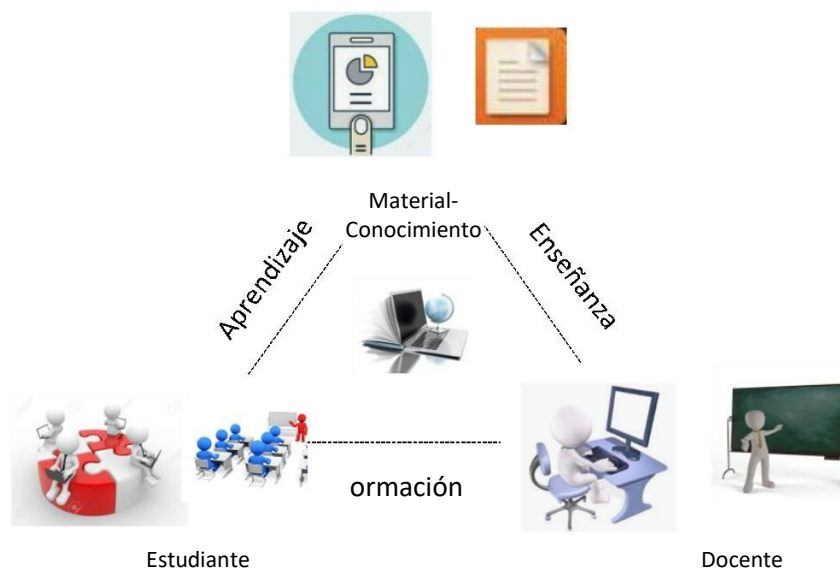 Material-
Conocimiento
Aprendizaje
Enseñanza
ormación
Estudiante
Docente